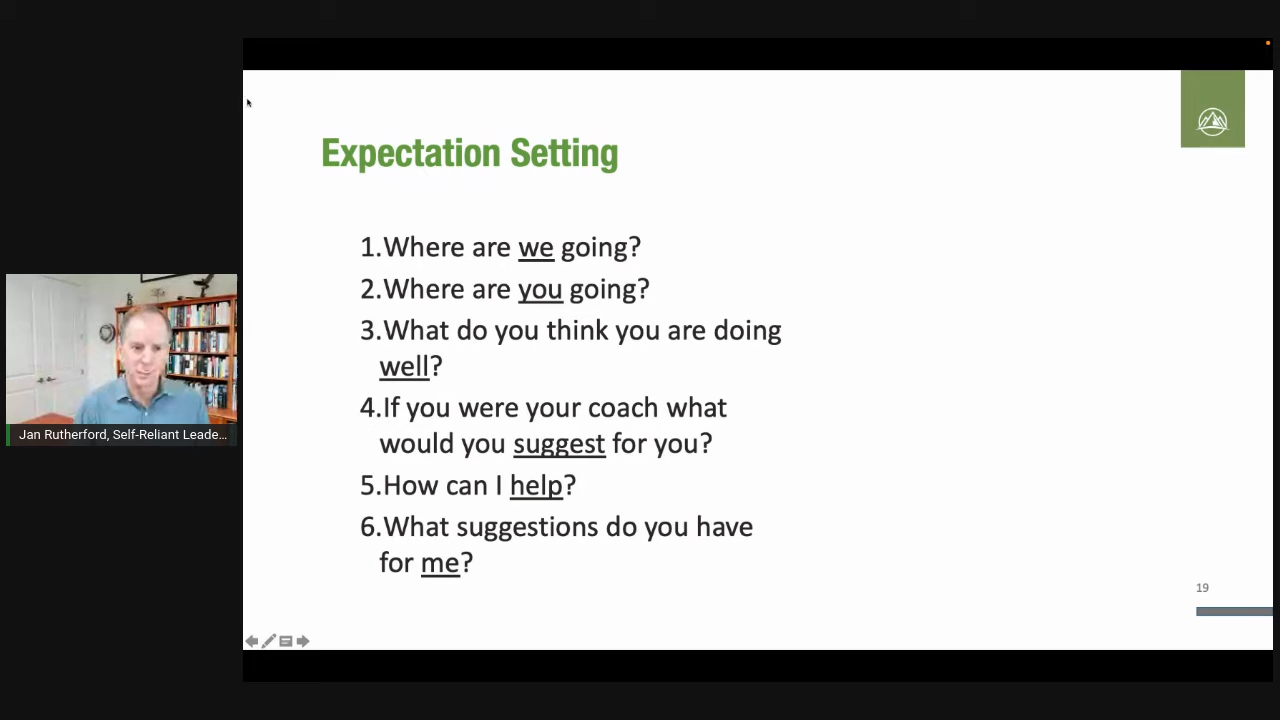 Expectation Setting
1.Where are we going?
2.Where are you going?
3.What do you think you are doing
well?
4.If you were your coach what
would you suggest for you?
5.How can I help?
6.What suggestions do you have
for me?
19
Jan Rutherford, Self-Reliant Leade...